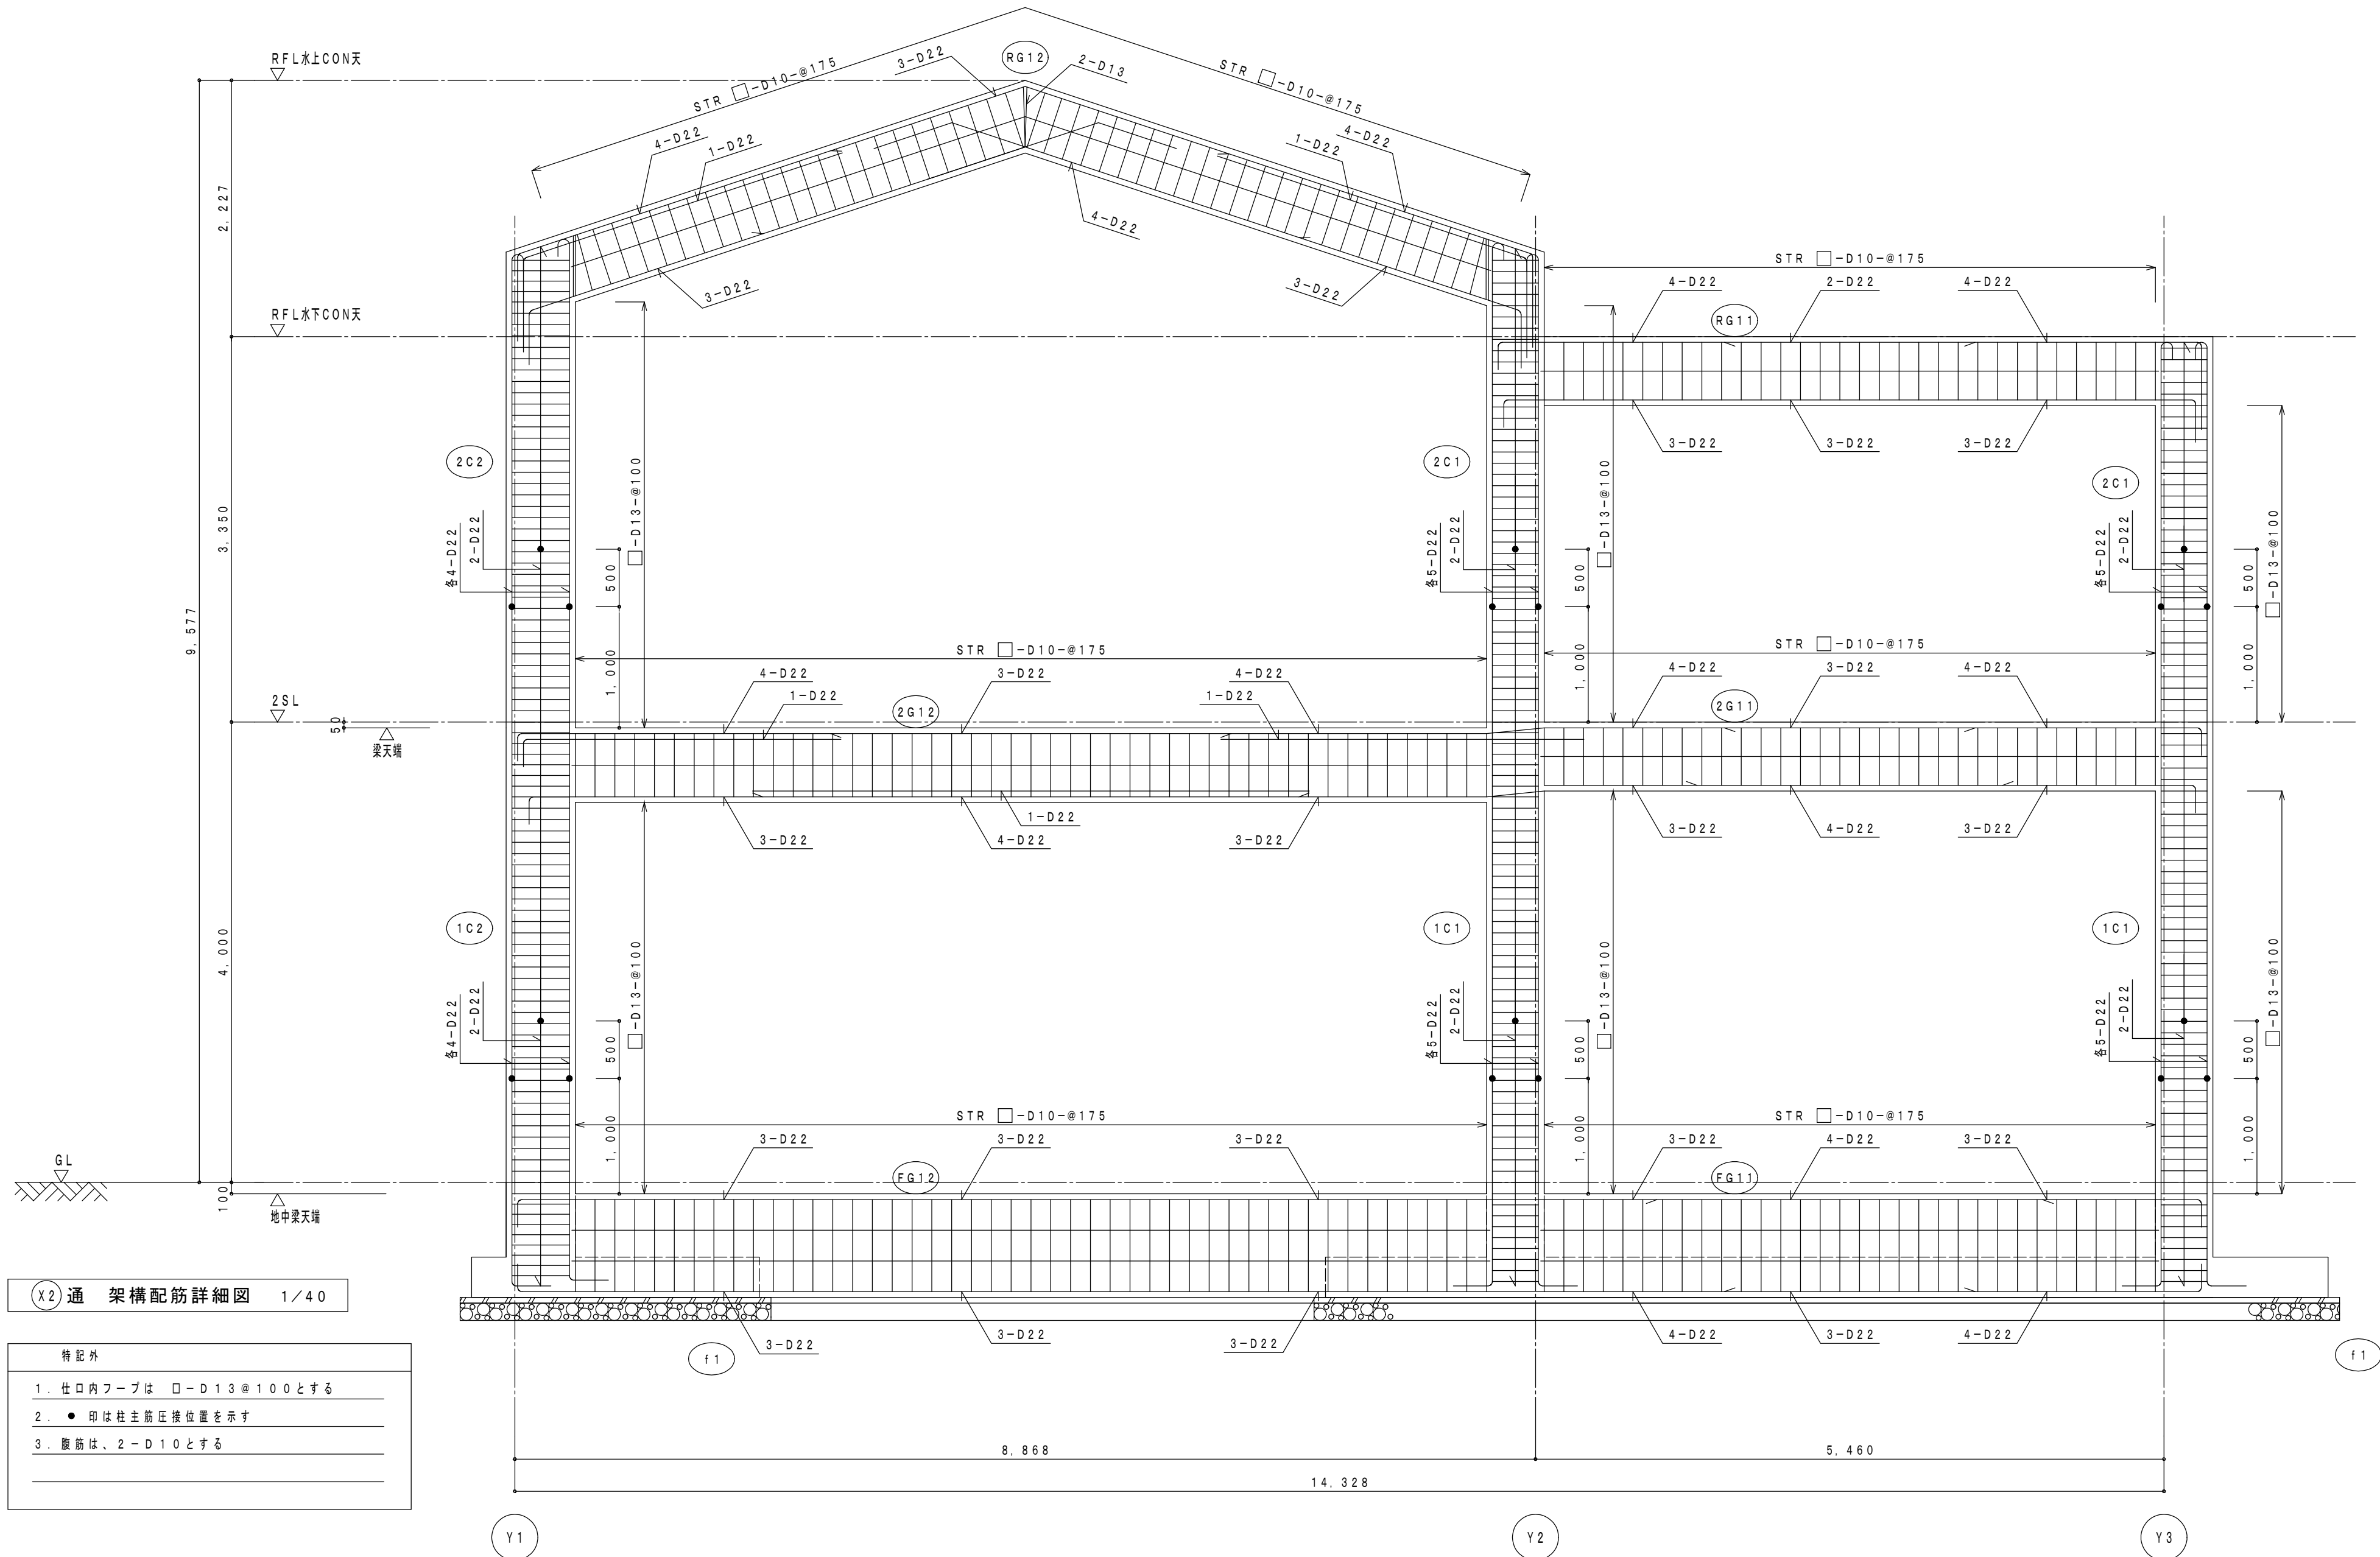 RFL水上CON天
RG12
3-D22
2-D13
STR □-D10-@175
STR □-D10-@175
4-D22
1-D22
1-D22
4-D22
4-D22
3-D22
3-D22
2,227
RFL水下CON天
STR □-D10-@175
4-D22
2-D22
4-D22
RG11
3-D22
3-D22
3-D22
2C2
2C1
2C1
3,350
9,577
各4-D22
2-D22
500
1,000
□-D13-@100
各5-D22
2-D22
500
1,000
□-D13-@100
各5-D22
2-D22
500
1,000
□-D13-@100
STR □-D10-@175
STR □-D10-@175
4-D22
3-D22
4-D22
1-D22
1-D22
2G12
4-D22
3-D22
4-D22
2G11
2SL
50
梁天端
1-D22
3-D22
4-D22
3-D22
3-D22
4-D22
3-D22
1C2
1C1
1C1
4,000
各4-D22
2-D22
500
1,000
□-D13-@100
各5-D22
2-D22
500
1,000
□-D13-@100
各5-D22
2-D22
500
1,000
□-D13-@100
STR □-D10-@175
STR □-D10-@175
3-D22
3-D22
3-D22
3-D22
4-D22
3-D22
FG12
FG11
GL
100
地中梁天端
3-D22
3-D22
3-D22
4-D22
3-D22
4-D22
f1
f1
X2 通 架構配筋詳細図 1/40
特記外
1. 仕口内フープは □-D13@100とする
2. ● 印は柱主筋圧接位置を示す
3. 腹筋は、2-D10とする
8,868
5,460
14,328
Y1
Y2
Y3